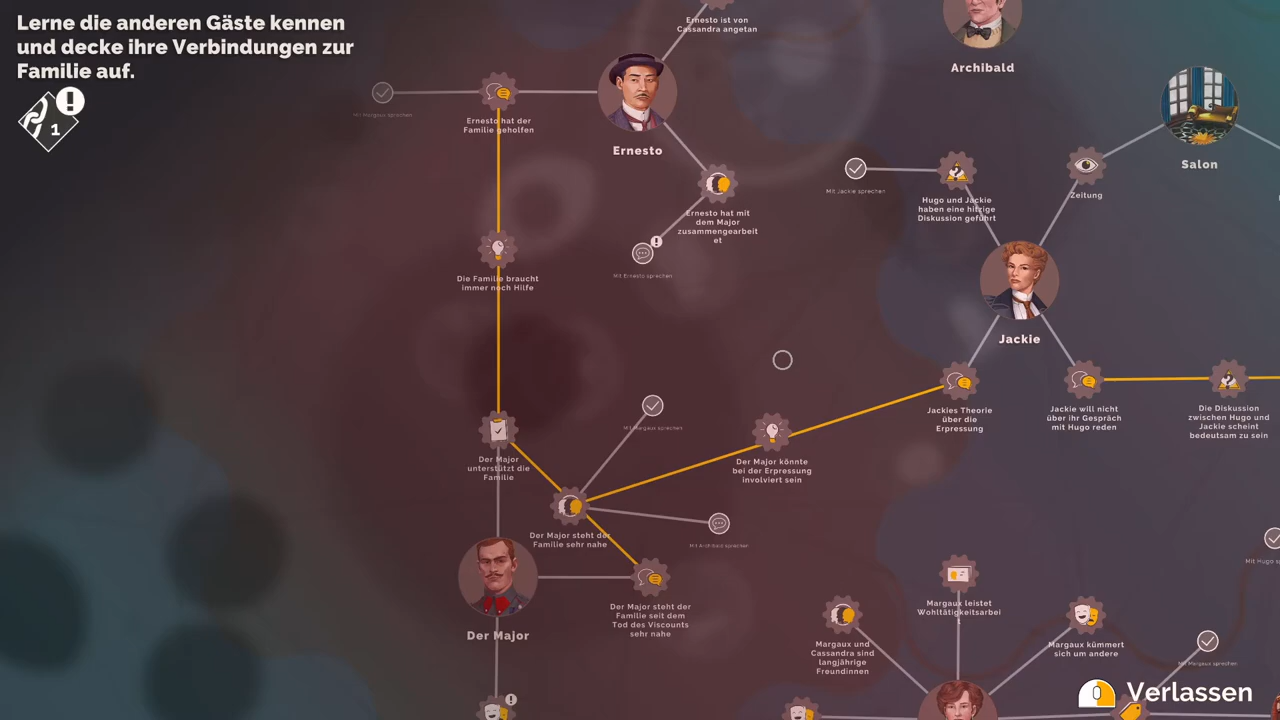 Lerne die anderen Gäste kennen
und decke ihre Verbindungen zur
Familie auf.
1
Ernesto ist von
Cassandra angetan
Archibald
Mit Margaux sprechen
Ernesto hat der
Familie geholfen
Ernesto
Salon
Mit Jackie sprechen
Hugo und Jackie
haben eine hitzige
Diskussion geführt
Zeitung
Ernesto hat mit
dem Major
zusammengearbeit
et
Mit Ernesto sprechen
Die Familie braucht
immer noch Hilfe
Jackie
Jackies Theorie
über die
Erpressung
Jackie will nicht
über ihr Gespräch
mit Hugo reden
Die Diskussion
zwischen Hugo und
Jackie scheint
bedeutsam zu sein
Mit Margaux sprechen
Der Major
unterstützt die
Familie
Der Major könnte
bei der Erpressung
involviert sein
Der Major steht der
Familie sehr nahe
Mit Archibald sprechen
Mit Hugo sp
Der Major
Der Major steht der
Familie seit dem
Tod des Viscounts
sehr nahe
Margaux leistet
Wohltätigkeitsarbei
t
Margaux und
Cassandra sind
langjährige
Freundinnen
Margaux kümmert
sich um andere
Mit Margaux sprechen
Verlassen